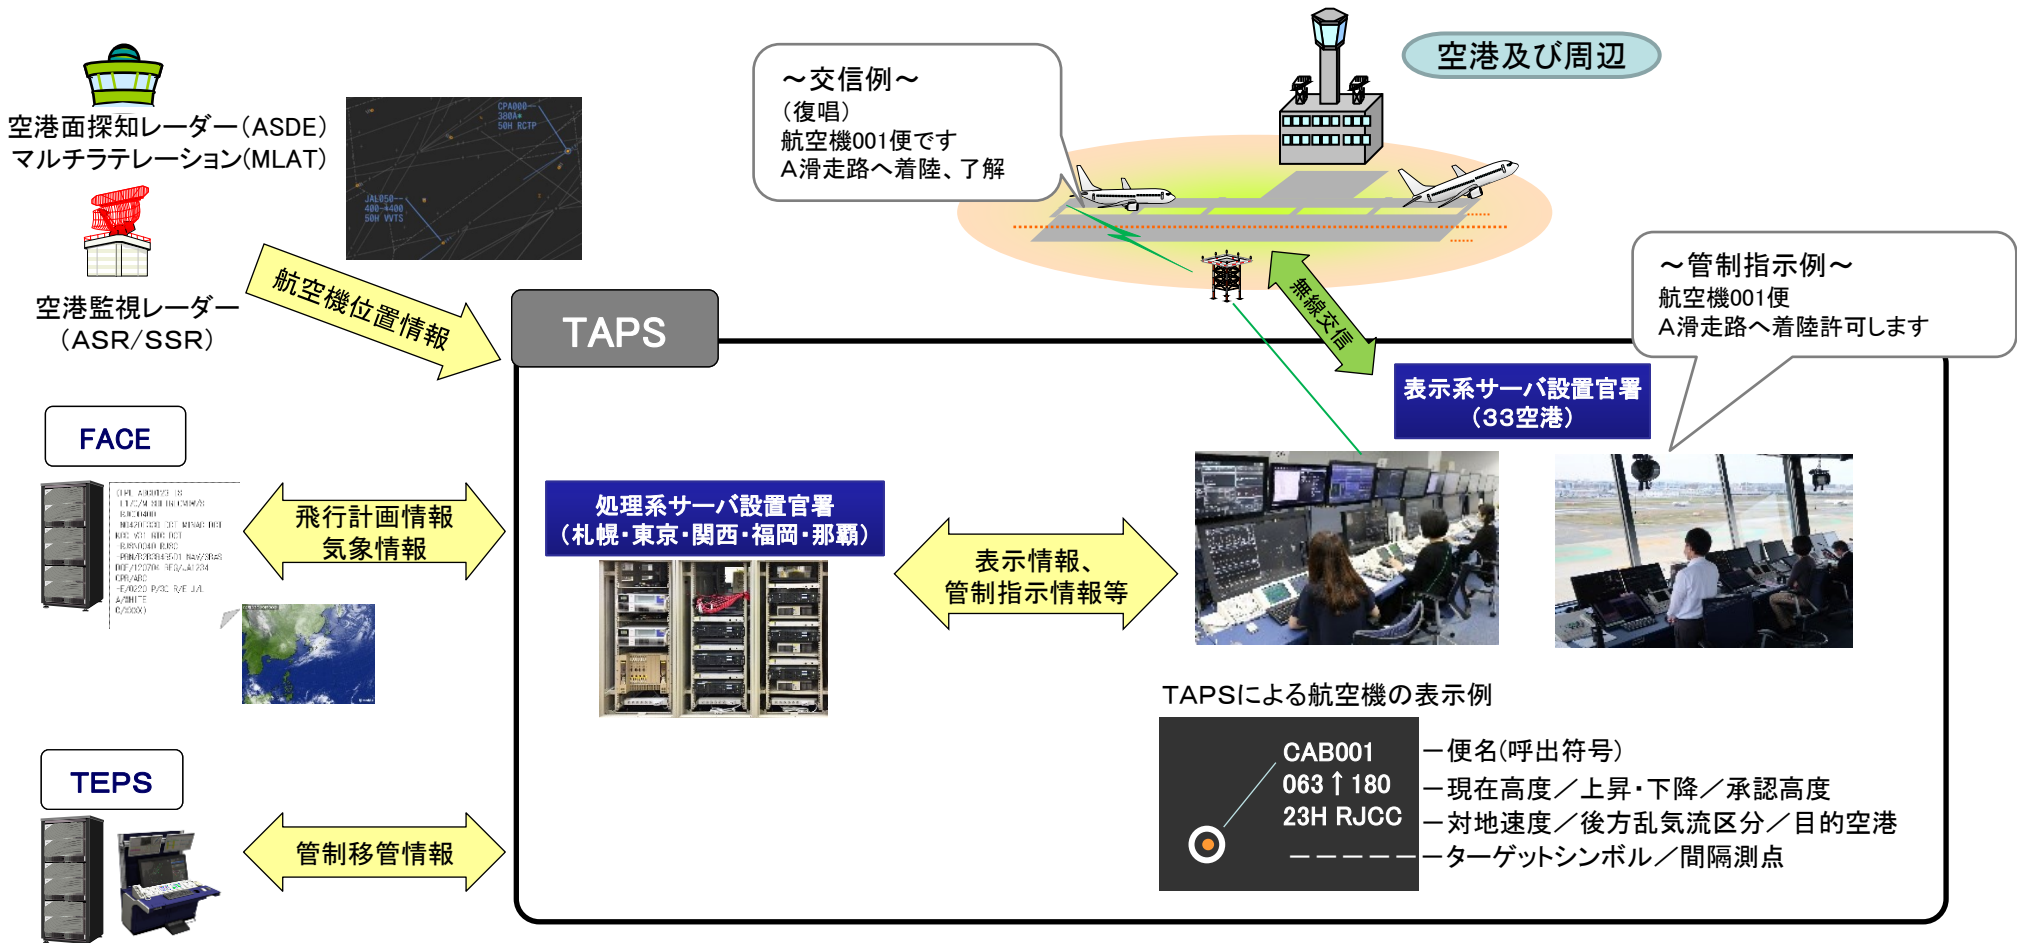 空港面探知レーダー(ASDE)
マルチラテレーション(MLAT)
空港監視レーダー
(ASR/SSR)
CPA000
380A
50H RCTP
JAL050
400 400
50H VVTS
航空機位置情報
～交信例～
(復唱)
航空機001便です
A滑走路へ着陸、了解
空港及び周辺
無線交信
～管制指示例～
航空機001便
A滑走路へ着陸許可します
TAPS
表示系サーバ設置官署
(33空港)
FACE
飛行計画情報
気象情報
処理系サーバ設置官署
(札幌・東京・関西・福岡・那覇)
表示情報、
管制指示情報等
TEPS
管制移管情報
TAPSによる航空機の表示例
CAB001
063↑180
23H RJCC
－便名(呼出符号)
－現在高度／上昇・下降／承認高度
－対地速度／後方乱気流区分／目的空港
－ターゲットシンボル／間隔測点